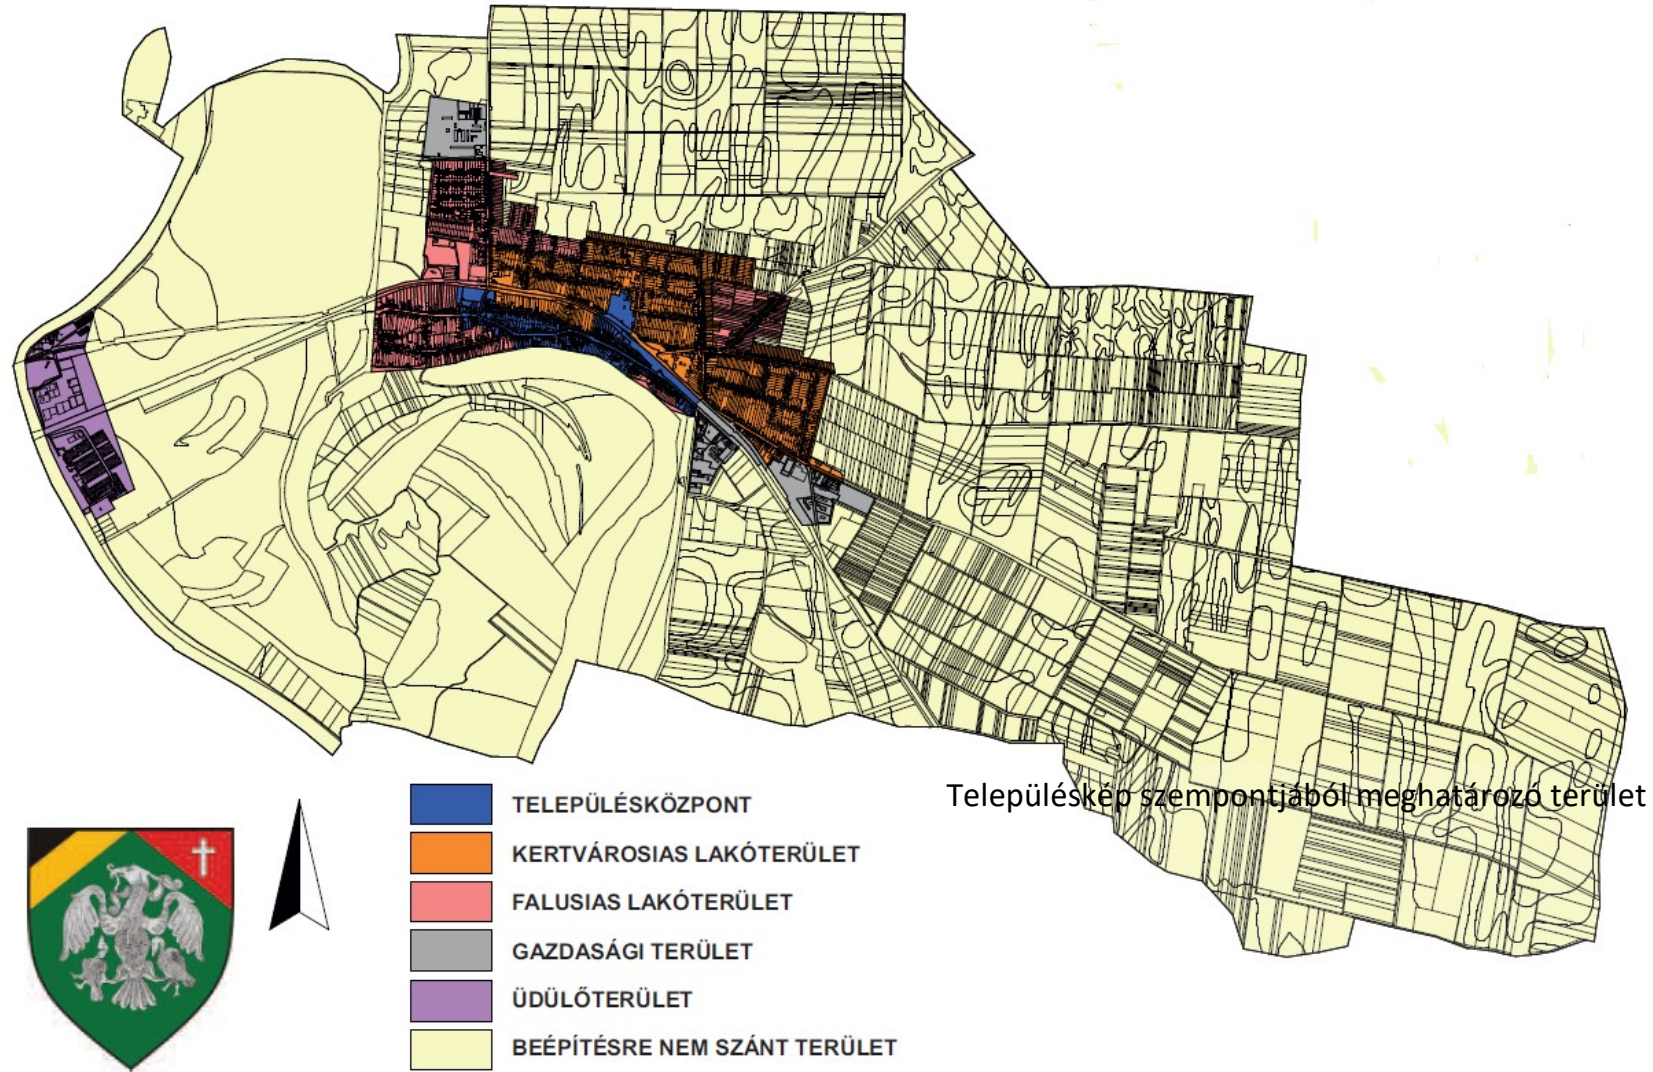 Településkép szempontjából meghatározó terület
TELEPÜLÉSKÖZPONT
KERTVÁROSIAS LAKÓTERÜLET
FALUSIAS LAKÓTERÜLET
GAZDASÁGI TERÜLET
ÜDÜLŐTERÜLET
BEÉPÍTÉSRE NEM SZÁNT TERÜLET